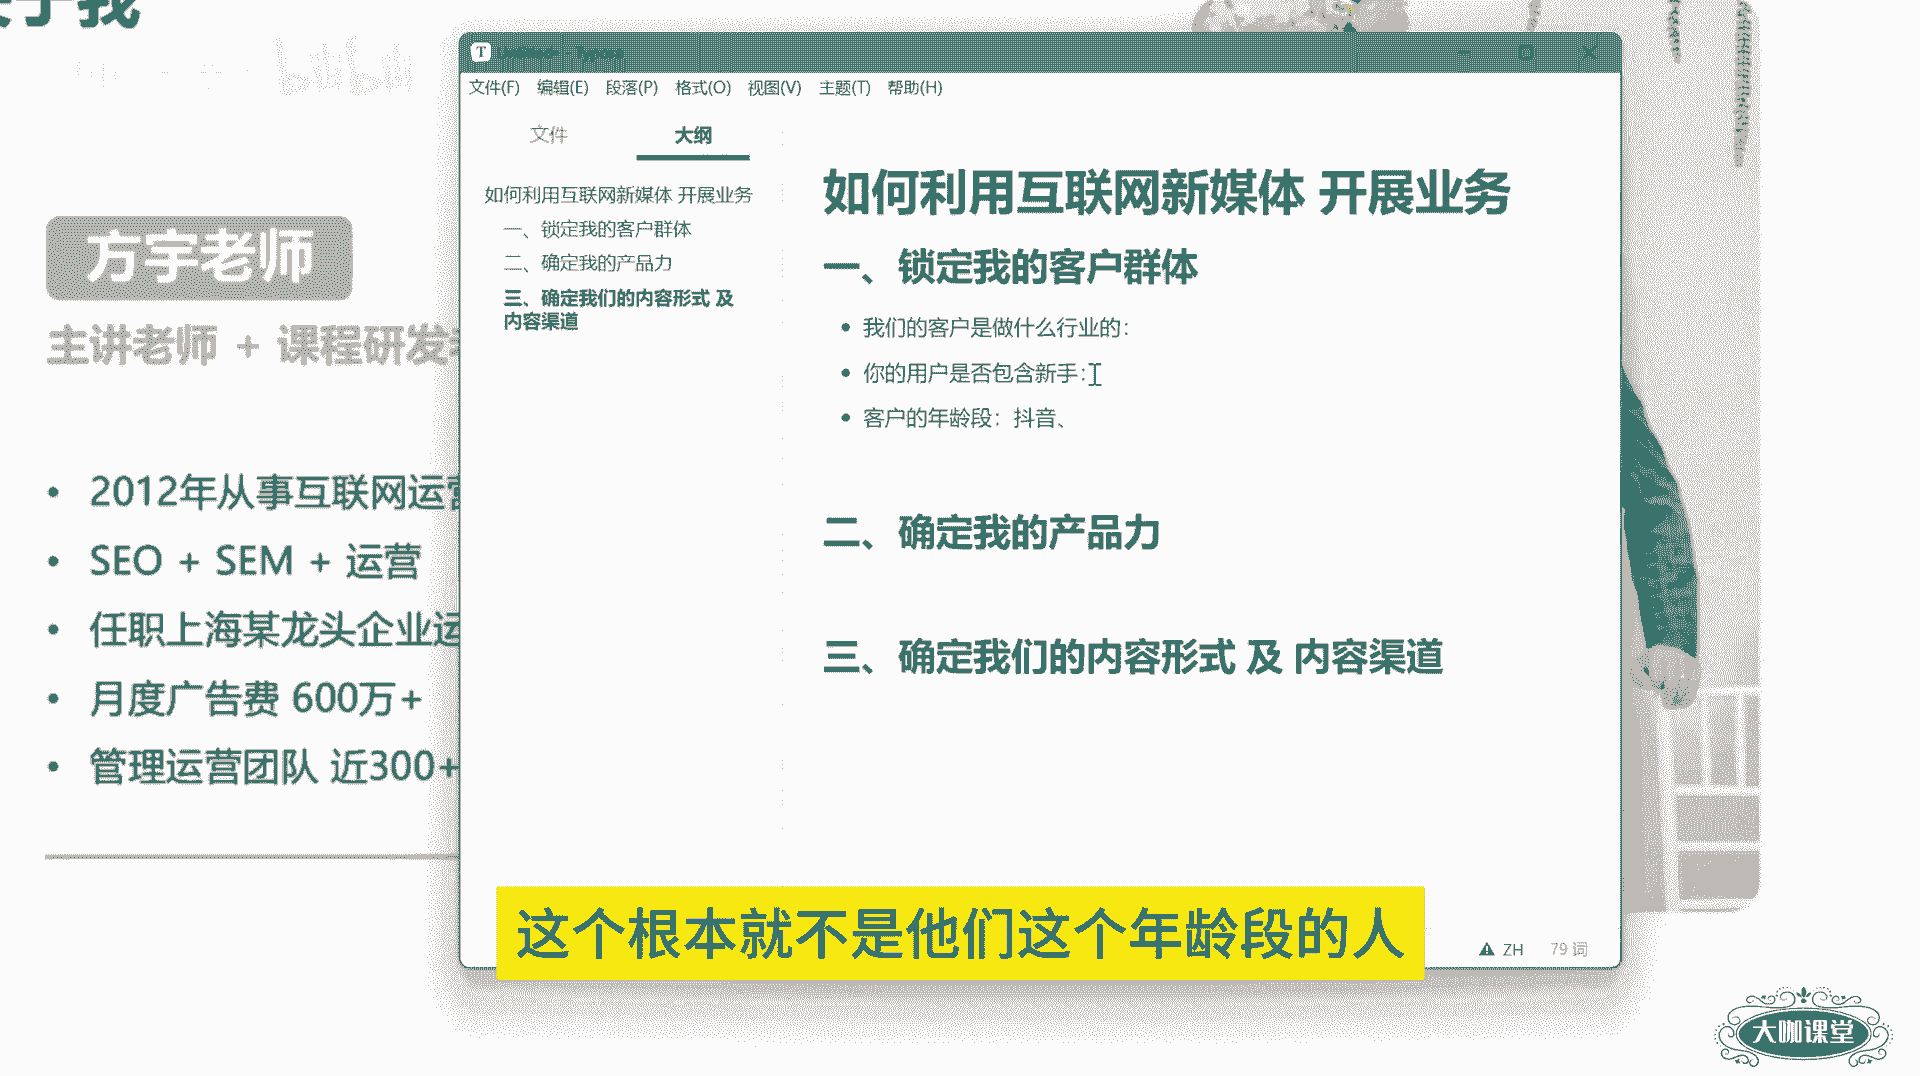 bilibili
方宇老师
主讲老师 + 课程研发
2012年从事互联网运营
SEO + SEM + 运营
任职上海某龙头企业运
月度广告费 600万+
管理运营团队 近300+
文件(F) 编辑(E) 段落(P) 格式(O) 视图(V) 主题(T) 帮助(H)
文件 大纲
如何利用互联网新媒体 开展业务
一、锁定我的客户群体
二、确定我的产品力
三、确定我们的内容形式 及
内容渠道
如何利用互联网新媒体 开展业务
一、锁定我的客户群体
我们的客户是做什么行业的：
你的用户是否包含新手：
客户的年龄段：抖音、
二、确定我的产品力
三、确定我们的内容形式 及 内容渠道
这个根本就不是他们这个年龄段的人
ZH 79 词
大咖课堂